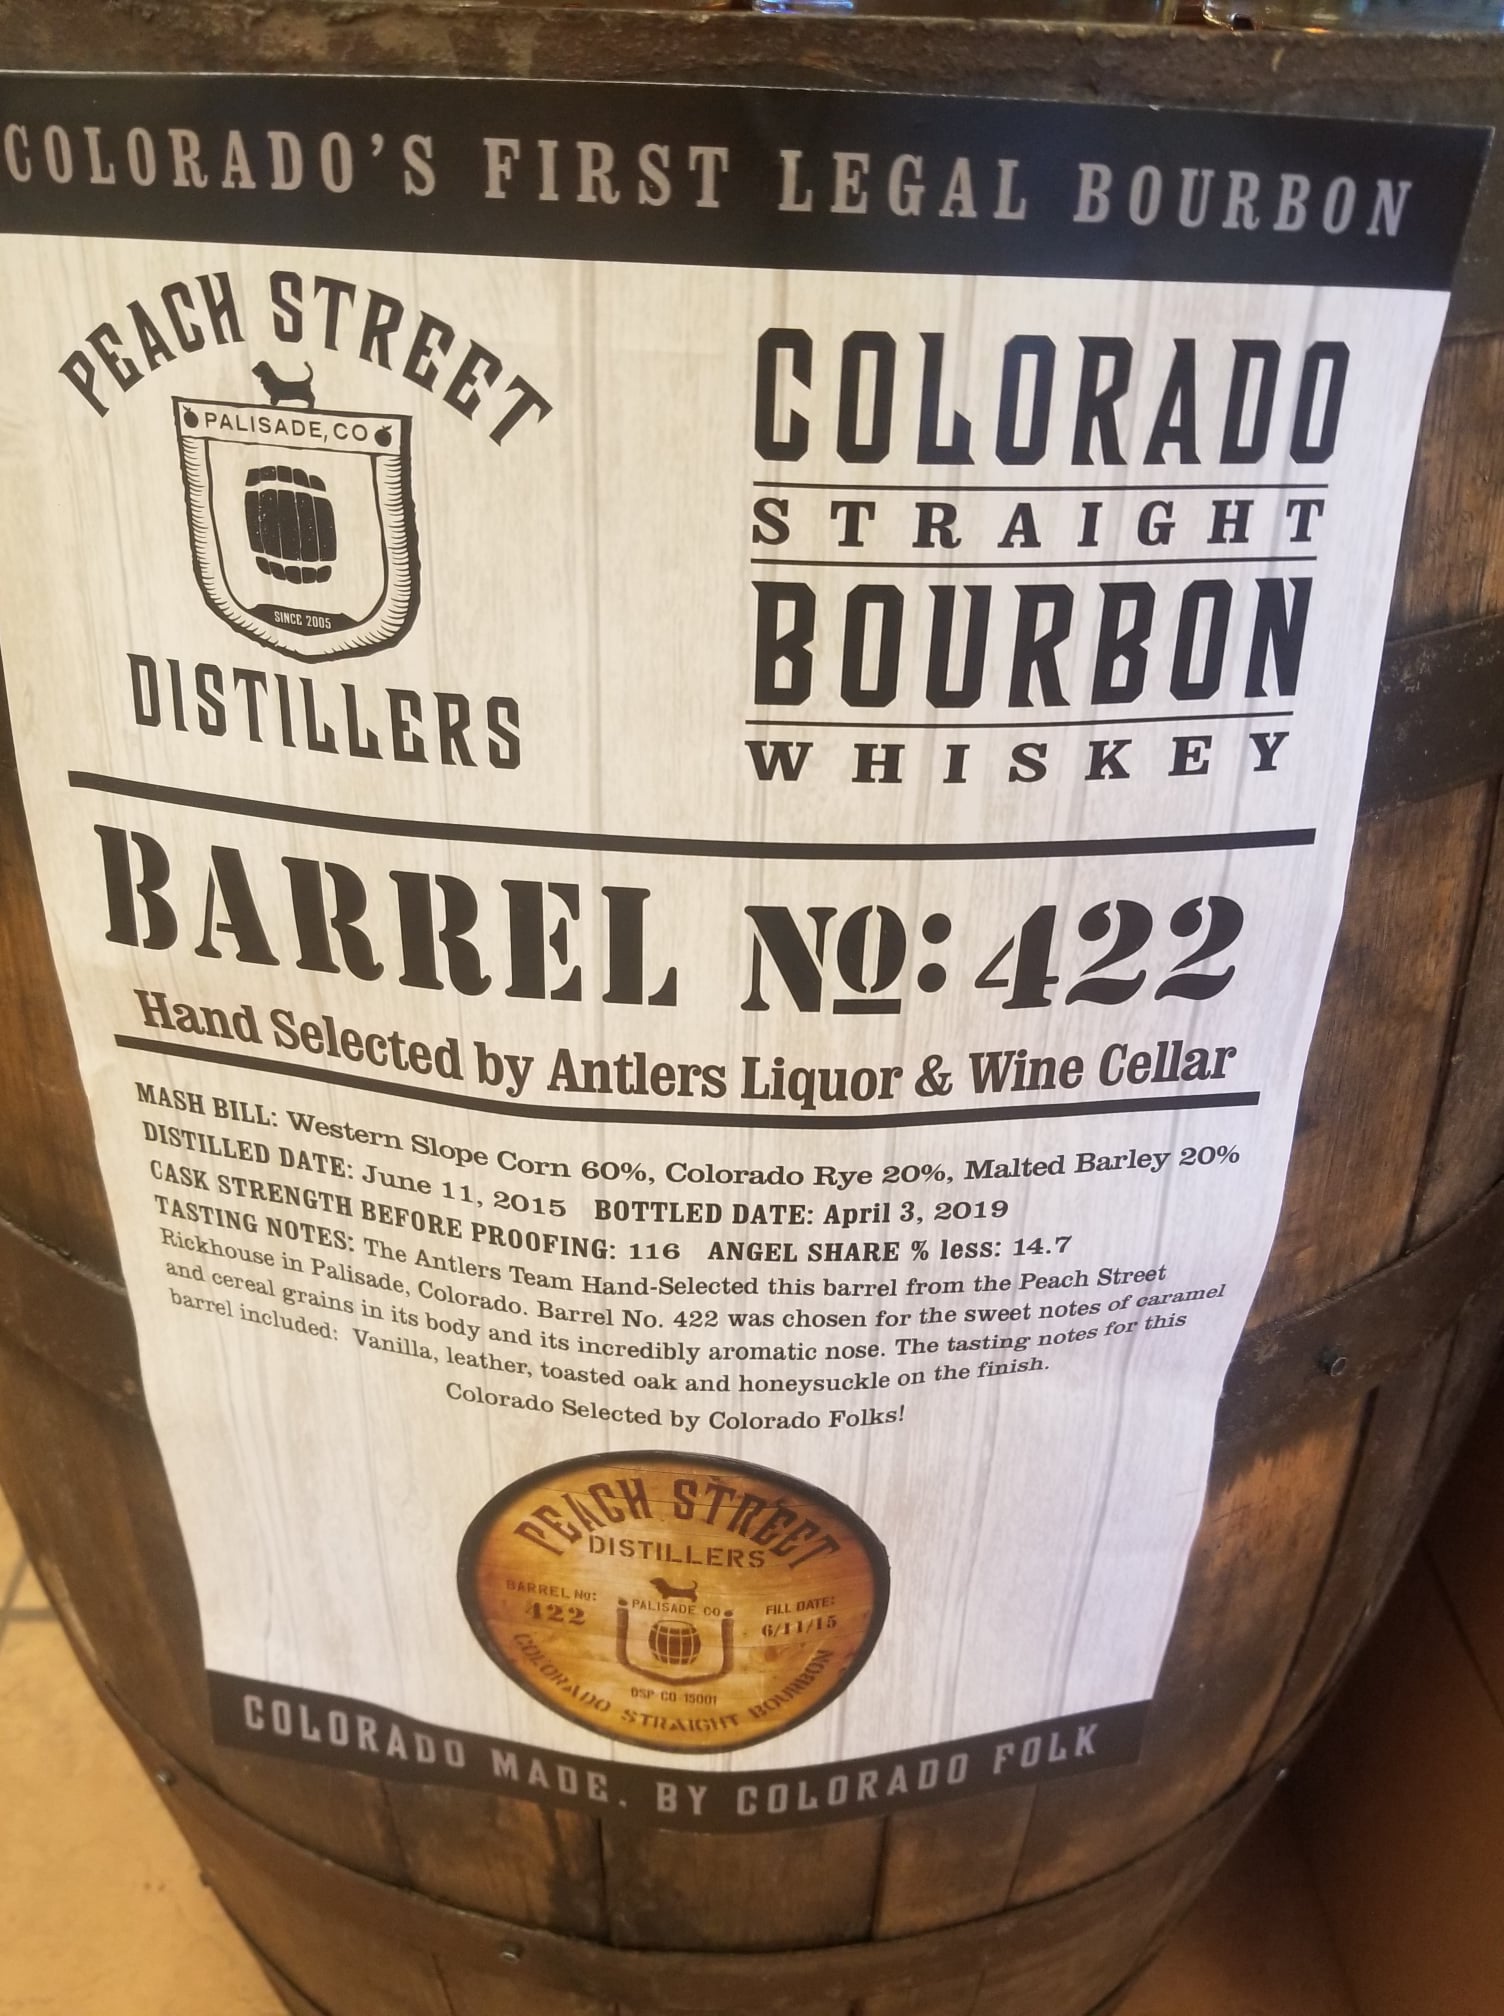 COLORADO'S FIRST LEGAL BOURBON
PEACH STREET
PALISADE, CO
SINCE 2005
DISTILLERS
COLORADO
STRAIGHT
BOURBON
WHISKEY
BARREL No: 422
Hand Selected by Antlers Liquor & Wine Cellar
MASH BILL: Western Slope Corn 60%, Colorado Rye 20%, Malted Barley 20%
DISTILLED DATE: June 11, 2015 BOTTLED DATE: April 3, 2019
CASK STRENGTH BEFORE PROOFING: 116 ANGEL SHARE % less: 14.7
TASTING NOTES: The Antlers Team Hand-Selected this barrel from the Peach Street
Rickhouse in Palisade, Colorado. Barrel No. 422 was chosen for the sweet notes of caramel
and cereal grains in its body and its incredibly aromatic nose. The tasting notes for this
barrel included: Vanilla, leather, toasted oak and honeysuckle on the finish.
Colorado Selected by Colorado Folks!
PEACH STREET
DISTILLERS
BARREL No:
422
PALISADE CO
FILL DATE:
6/11/15
DSP-CO-15001
COLORADO STRAIGHT BOURBON
COLORADO MADE. BY COLORADO FOLK